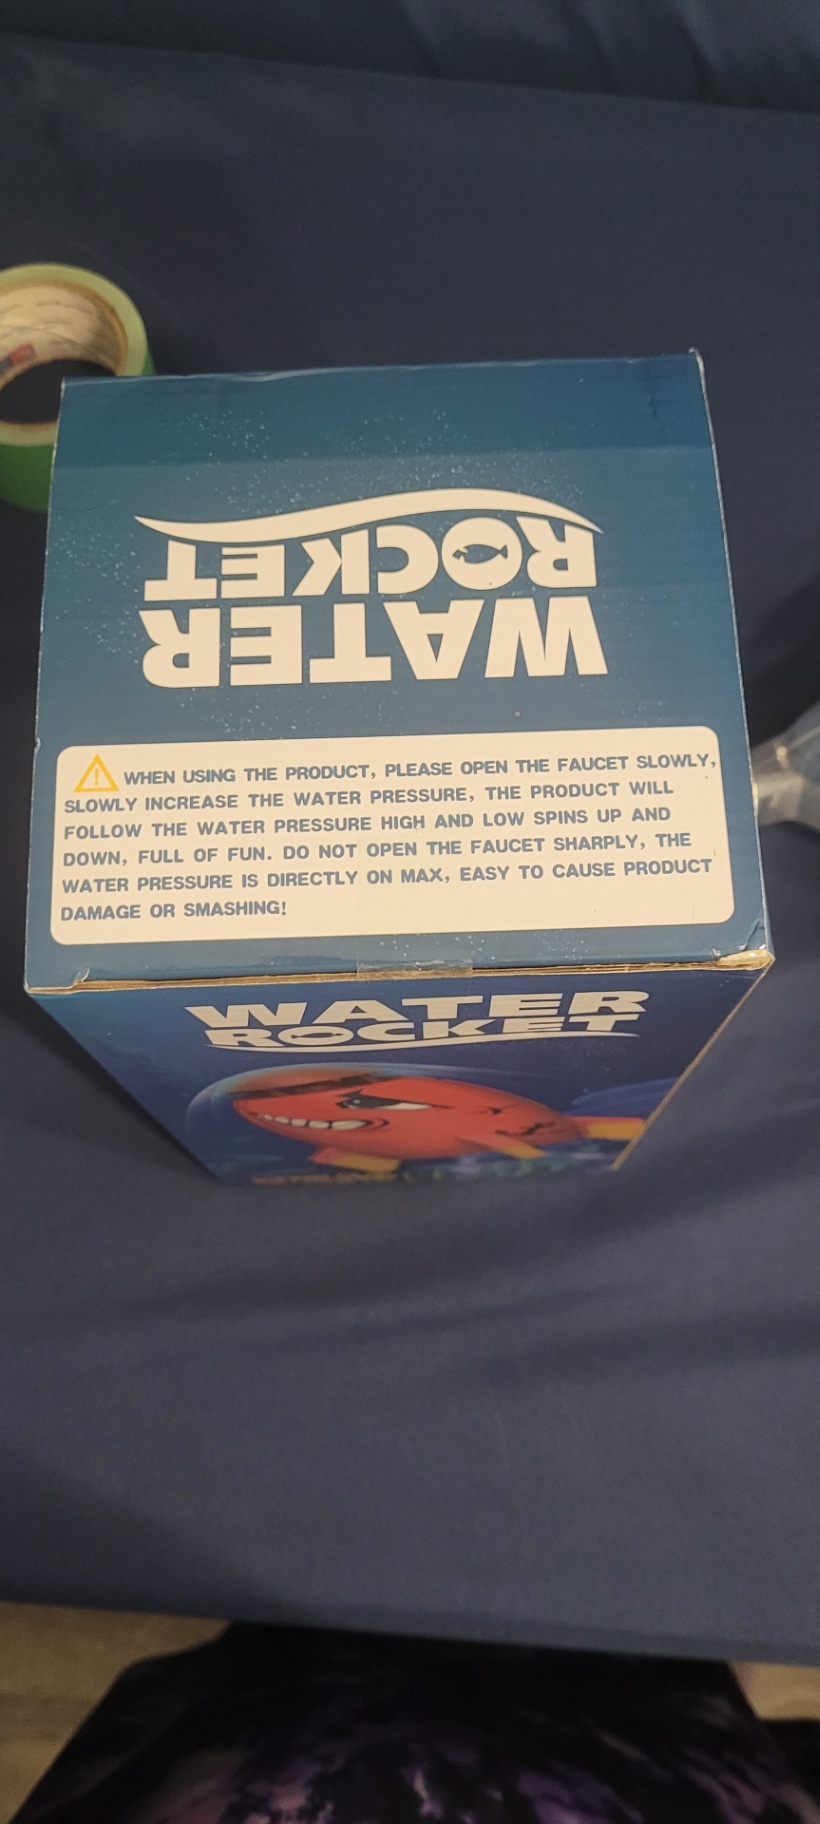 WATER
ROCKET
WHEN USING THE PRODUCT, PLEASE OPEN THE FAUCET SLOWLY,
SLOWLY INCREASE THE WATER PRESSURE, THE PRODUCT WILL
FOLLOW THE WATER PRESSURE HIGH AND LOW SPINS UP AND
DOWN, FULL OF FUN. DO NOT OPEN THE FAUCET SHARPLY, THE
WATER PRESSURE IS DIRECTLY ON MAX, EASY TO CAUSE PRODUCT
DAMAGE OR SMASHING!
WATER
ROCKET